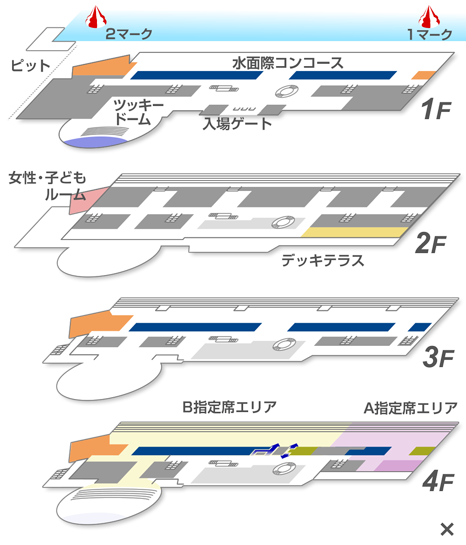 2マーク
1マーク
ピット
水面際コンコース
ツッキー
ドーム
入場ゲート
1F
女性・子ども
ルーム
デッキテラス
2F
3F
B指定席エリア
A指定席エリア
4F
×